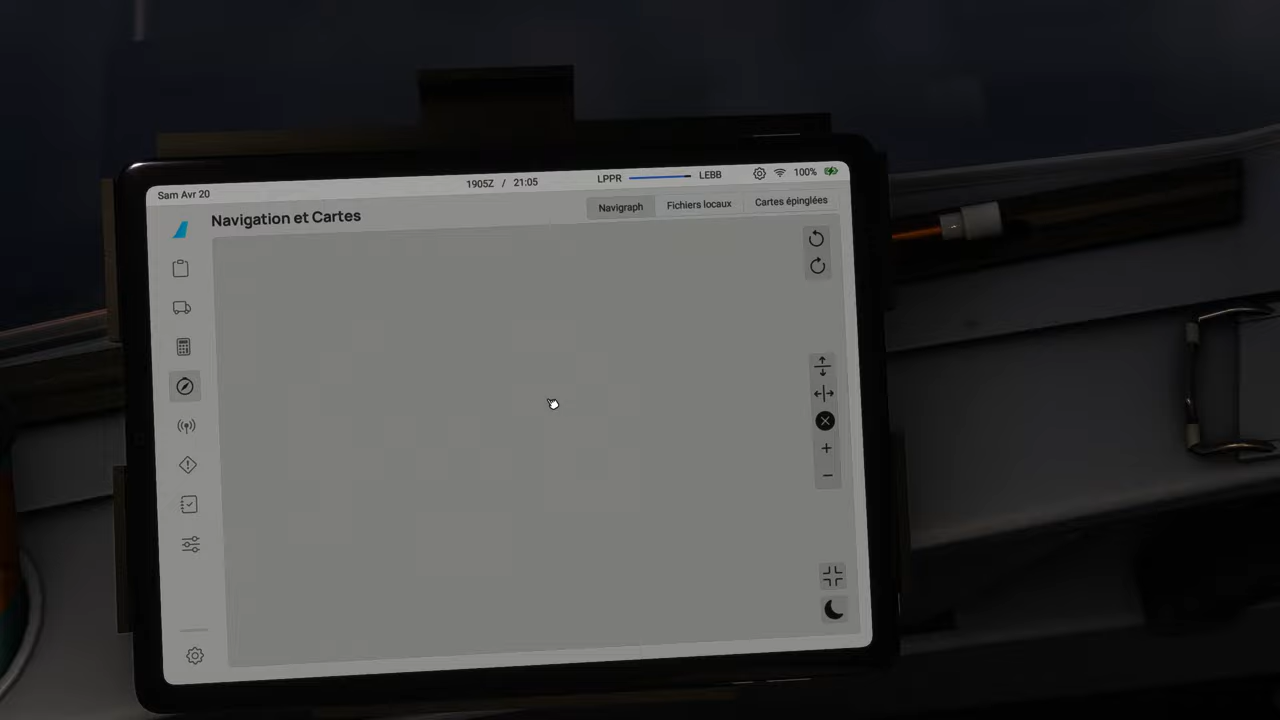 Sam Avr 20
1905Z / 21:05
LPPR LEBB
100%
Navigation et Cartes
Navigraph
Fichiers locaux
Cartes épinglées